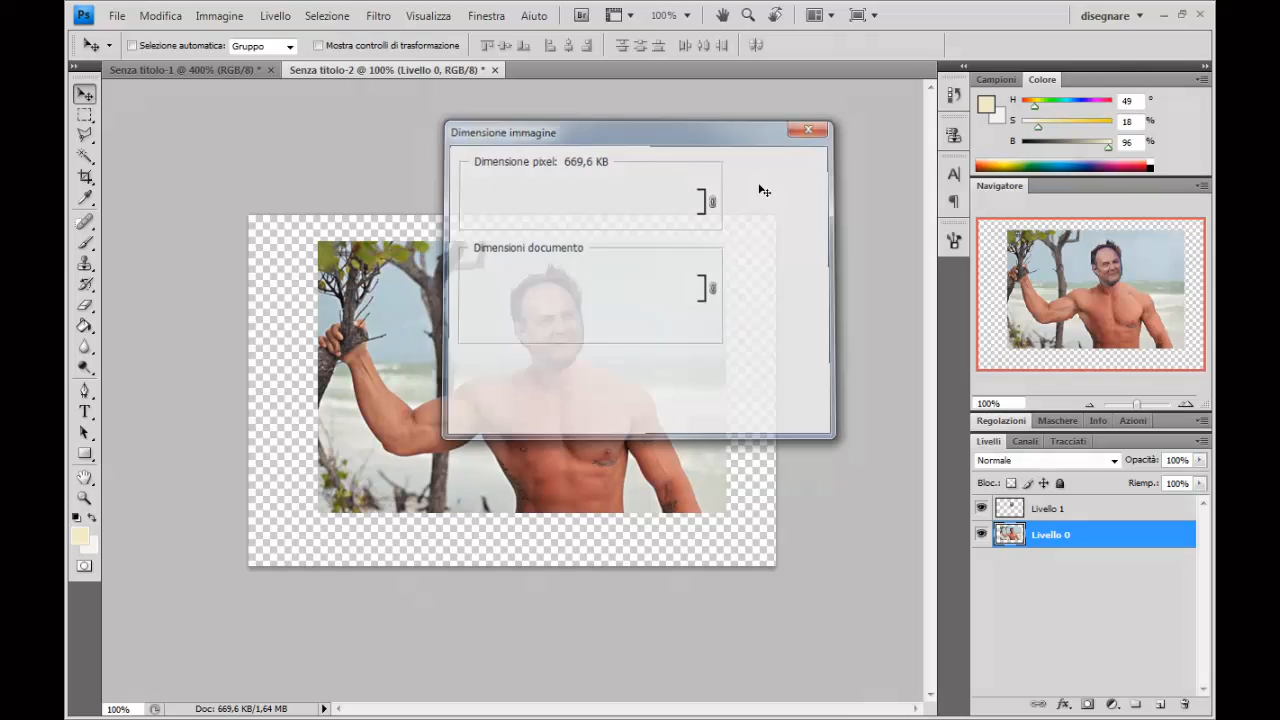 Ps File Modifica Immagine Livello Selezione Filtro Visualizza Finestra Aiuto Br 100% disegnare
Selezione automatica: Gruppo Mostra controlli di trasformazione
Senza titolo-1 @ 400% (RGB/8) * Senza titolo-2 @ 100% (Livello 0, RGB/8) *
Campioni Colore
H 49 °
S 18 %
B 96 %
Dimensione immagine
Dimensione pixel: 669,6 KB
Dimensioni documento
Navigatore
100%
Regolazioni Maschere Info Azioni
Livelli Canali Tracciati
Normale Opacità: 100%
Bloc.: Riemp.: 100%
Livello 1
Livello 0
100% Doc: 669,6 KB/1,64 MB